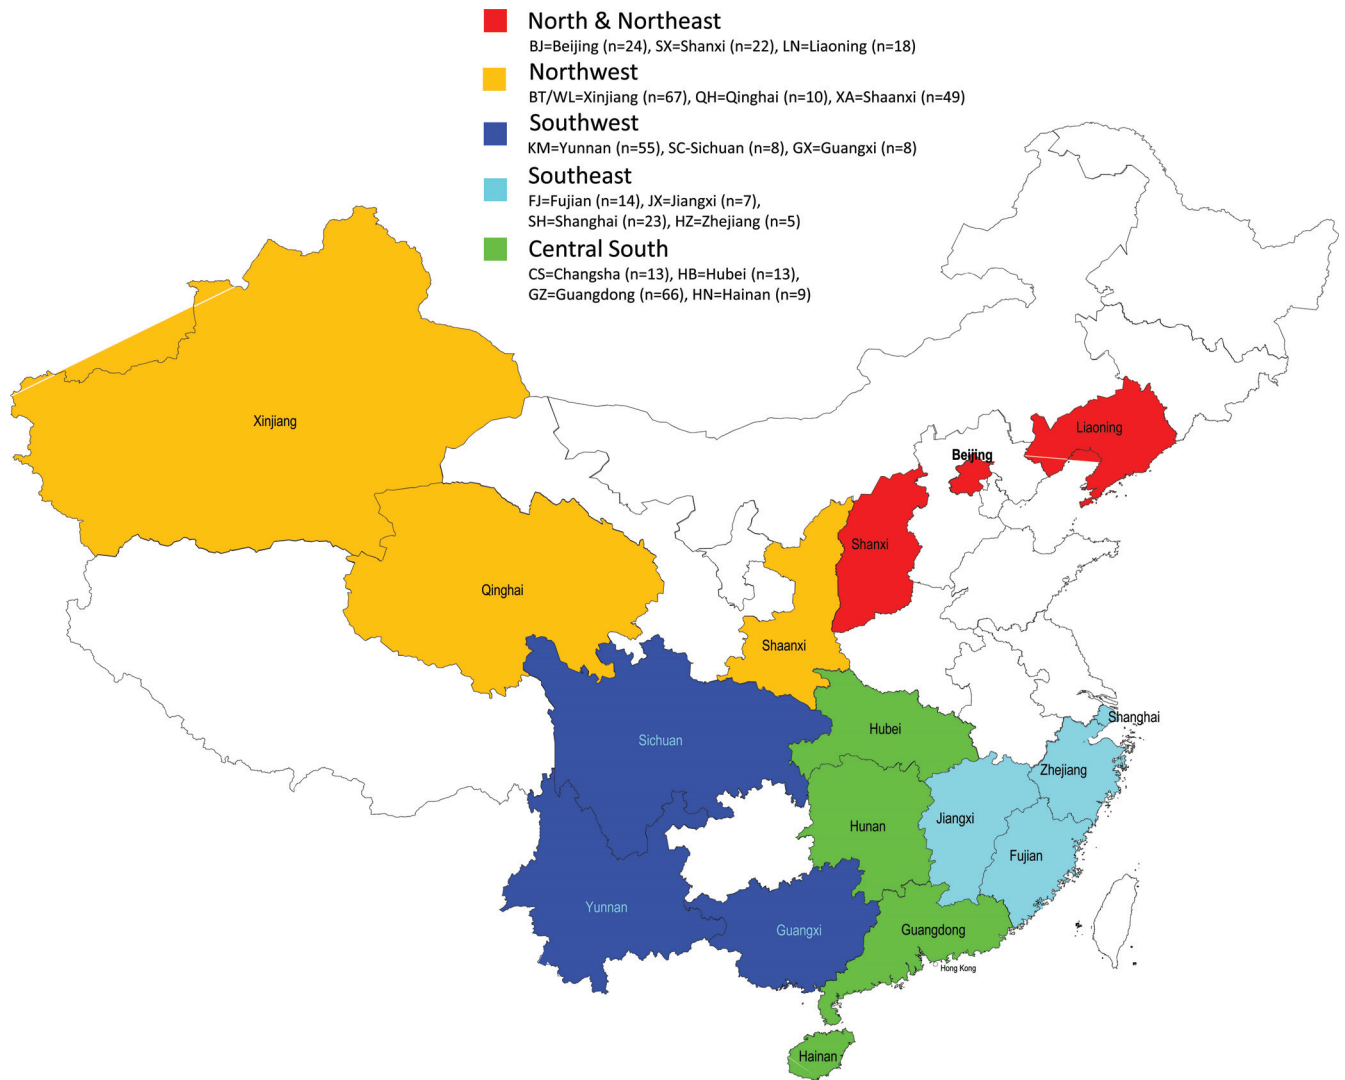 North & Northeast
BJ=Beijing (n=24), SX=Shanxi (n=22), LN=Liaoning (n=18)
Northwest
BT/WL=Xinjiang (n=67), QH=Qinghai (n=10), XA=Shaanxi (n=49)
Southwest
KM=Yunnan (n=55), SC-Sichuan (n=8), GX=Guangxi (n=8)
Southeast
FJ=Fujian (n=14), JX=Jiangxi (n=7),
SH=Shanghai (n=23), HZ=Zhejiang (n=5)
Central South
CS=Changsha (n=13), HB=Hubei (n=13),
GZ=Guangdong (n=66), HN=Hainan (n=9)
Xinjiang
Liaoning
Beijing
Shanxi
Qinghai
Shaanxi
Shanghai
Hubei
Sichuan
Zhejiang
Jiangxi
Hunan
Fujian
Yunnan
Guangxi
Guangdong
Hong Kong
Hainan